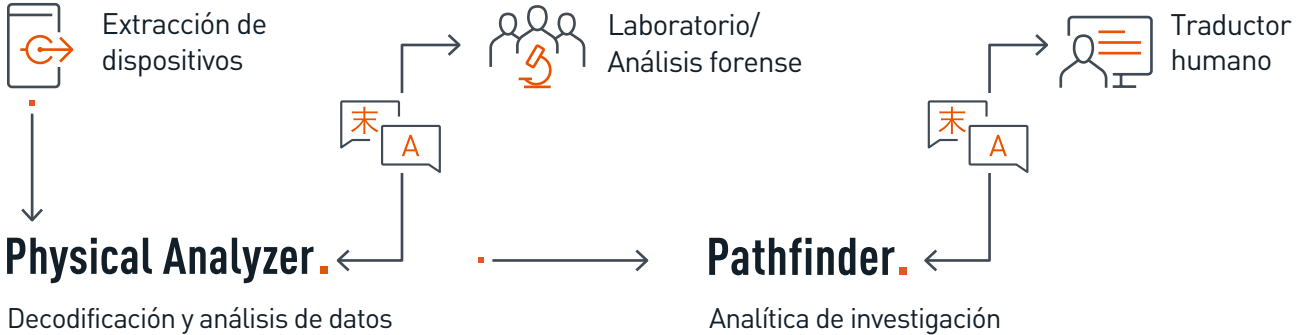 Extracción de
dispositivos
Laboratorio/
Análisis forense
Traductor
humano
末
A
末
A
Physical Analyzer.
Pathfinder.
Decodificación y análisis de datos
Analítica de investigación